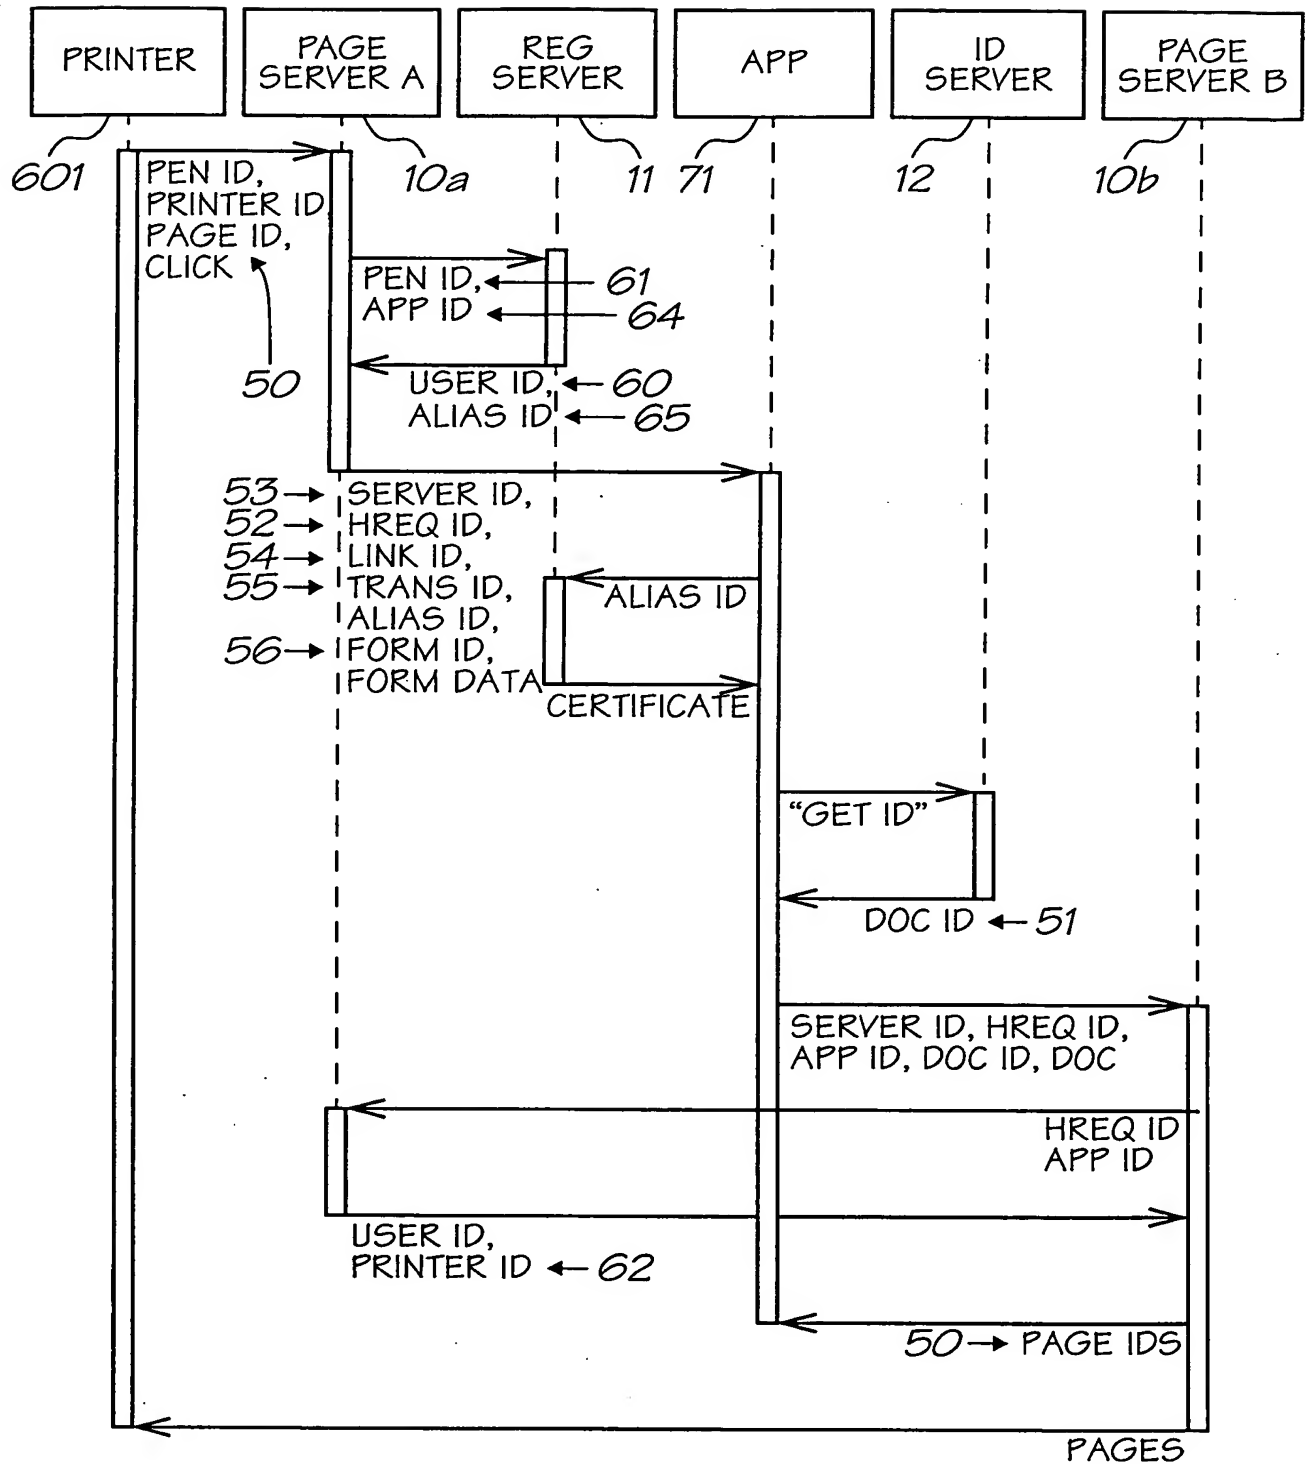 PRINTER
PAGE
SERVER A
REG
SERVER
APP
ID
SERVER
PAGE
SERVER B
601
10a
11
71
12
10b
PEN ID,
PRINTER ID
PAGE ID,
CLICK
50
PEN ID,
61
APP ID
64
USER ID,
60
ALIAS ID
65
53
SERVER ID,
52
HREQ ID,
54
LINK ID,
55
TRANS ID,
ALIAS ID,
56
FORM ID,
FORM DATA
ALIAS ID
CERTIFICATE
“GET ID”
DOC ID
51
SERVER ID, HREQ ID,
APP ID, DOC ID, DOC
HREQ ID
APP ID
USER ID,
PRINTER ID
62
50
PAGE IDS
PAGES